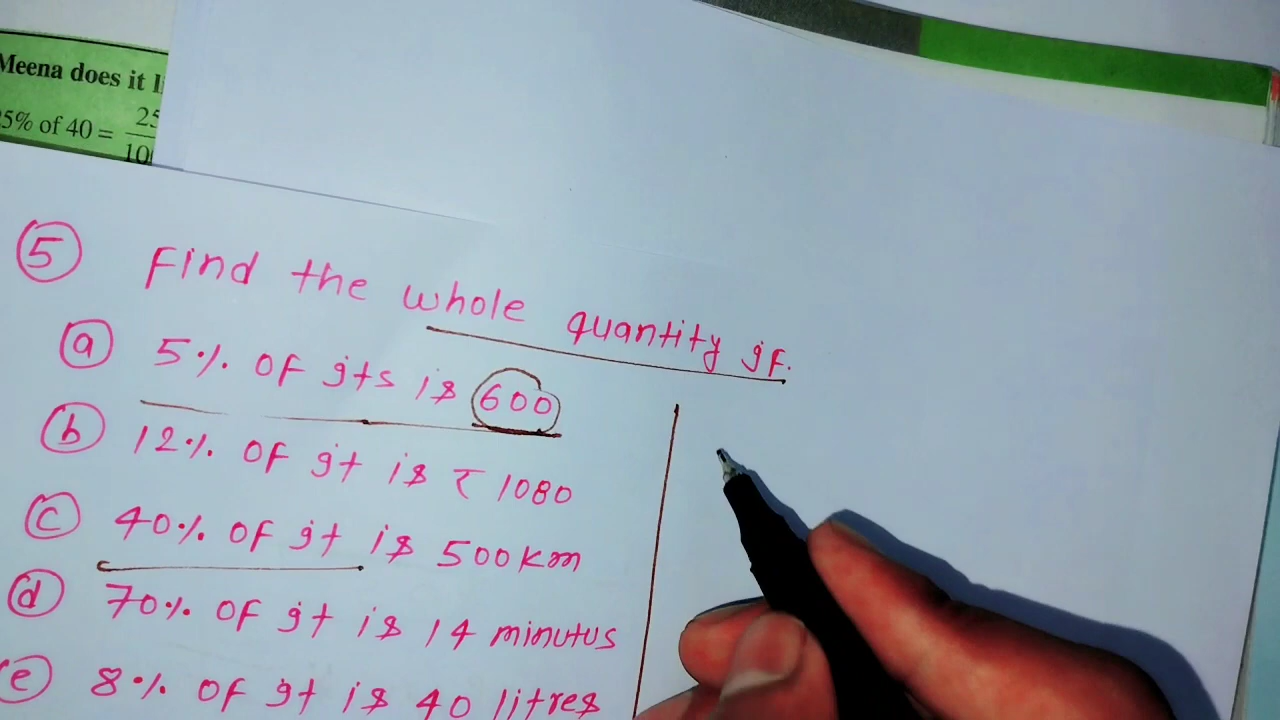 Meena does it l
5% of 40 = 25/10
5 Find the whole quantity if.
a 5% of its is 600
b 12% of it is ₹ 1080
c 40% of it is 500 km
d 70% of it is 14 minutus
e 8% of it is 40 litres